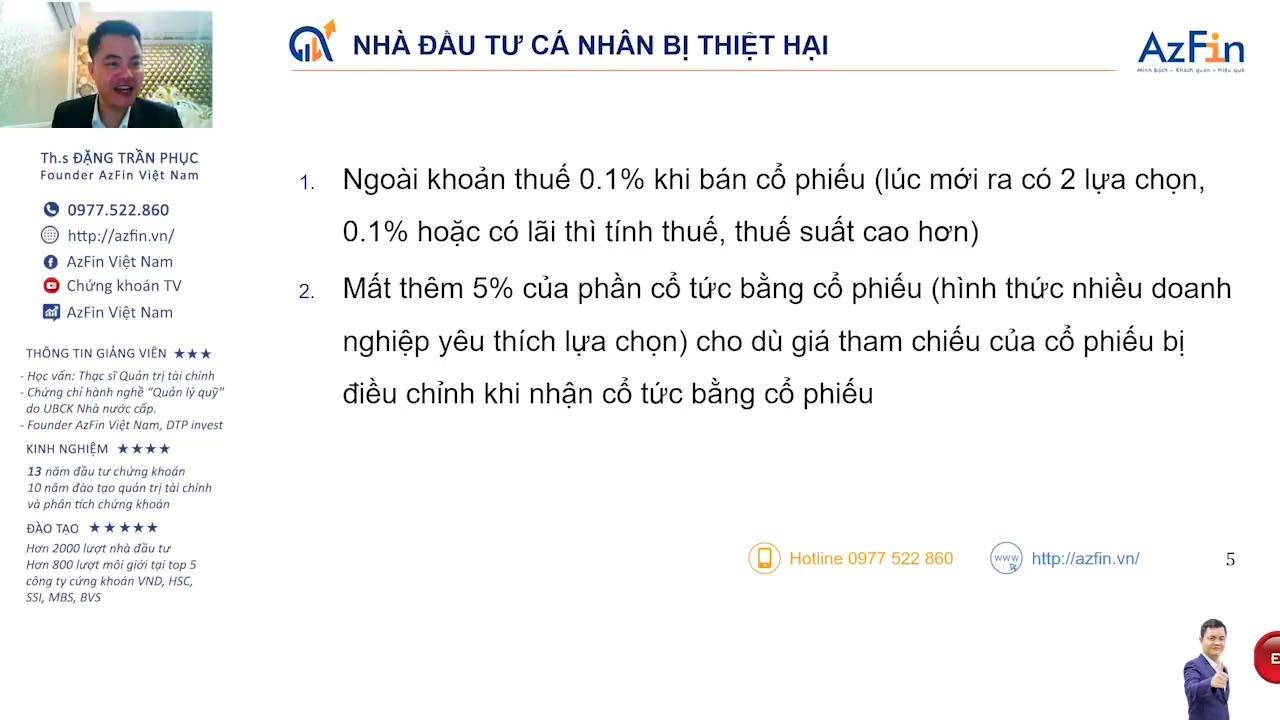 NHÀ ĐẦU TƯ CÁ NHÂN BỊ THIỆT HẠI
AzFin
Minh bạch – Khách quan – Hiệu quả
Th.s ĐẶNG TRẦN PHỤC
Founder AzFin Việt Nam
0977.522.860
http://azfin.vn/
AzFin Việt Nam
Chứng khoán TV
AzFin Việt Nam
THÔNG TIN GIẢNG VIÊN ★★★
- Học vấn: Thạc sĩ Quản trị tài chính
- Chứng chỉ hành nghề “Quản lý quỹ”
do UBCK Nhà nước cấp.
- Founder AzFin Việt Nam, DTP invest
KINH NGHIỆM ★★★★
13 năm đầu tư chứng khoán
10 năm đào tạo quản trị tài chính
và phân tích chứng khoán
ĐÀO TẠO ★★★★★
Hơn 2000 lượt nhà đầu tư
Hơn 800 lượt môi giới tại top 5
công ty cứng khoán VND, HSC,
SSI, MBS, BVS
1. Ngoài khoản thuế 0.1% khi bán cổ phiếu (lúc mới ra có 2 lựa chọn,
0.1% hoặc có lãi thì tính thuế, thuế suất cao hơn)
2. Mất thêm 5% của phần cổ tức bằng cổ phiếu (hình thức nhiều doanh
nghiệp yêu thích lựa chọn) cho dù giá tham chiếu của cổ phiếu bị
điều chỉnh khi nhận cổ tức bằng cổ phiếu
Hotline 0977 522 860
www
http://azfin.vn/
5